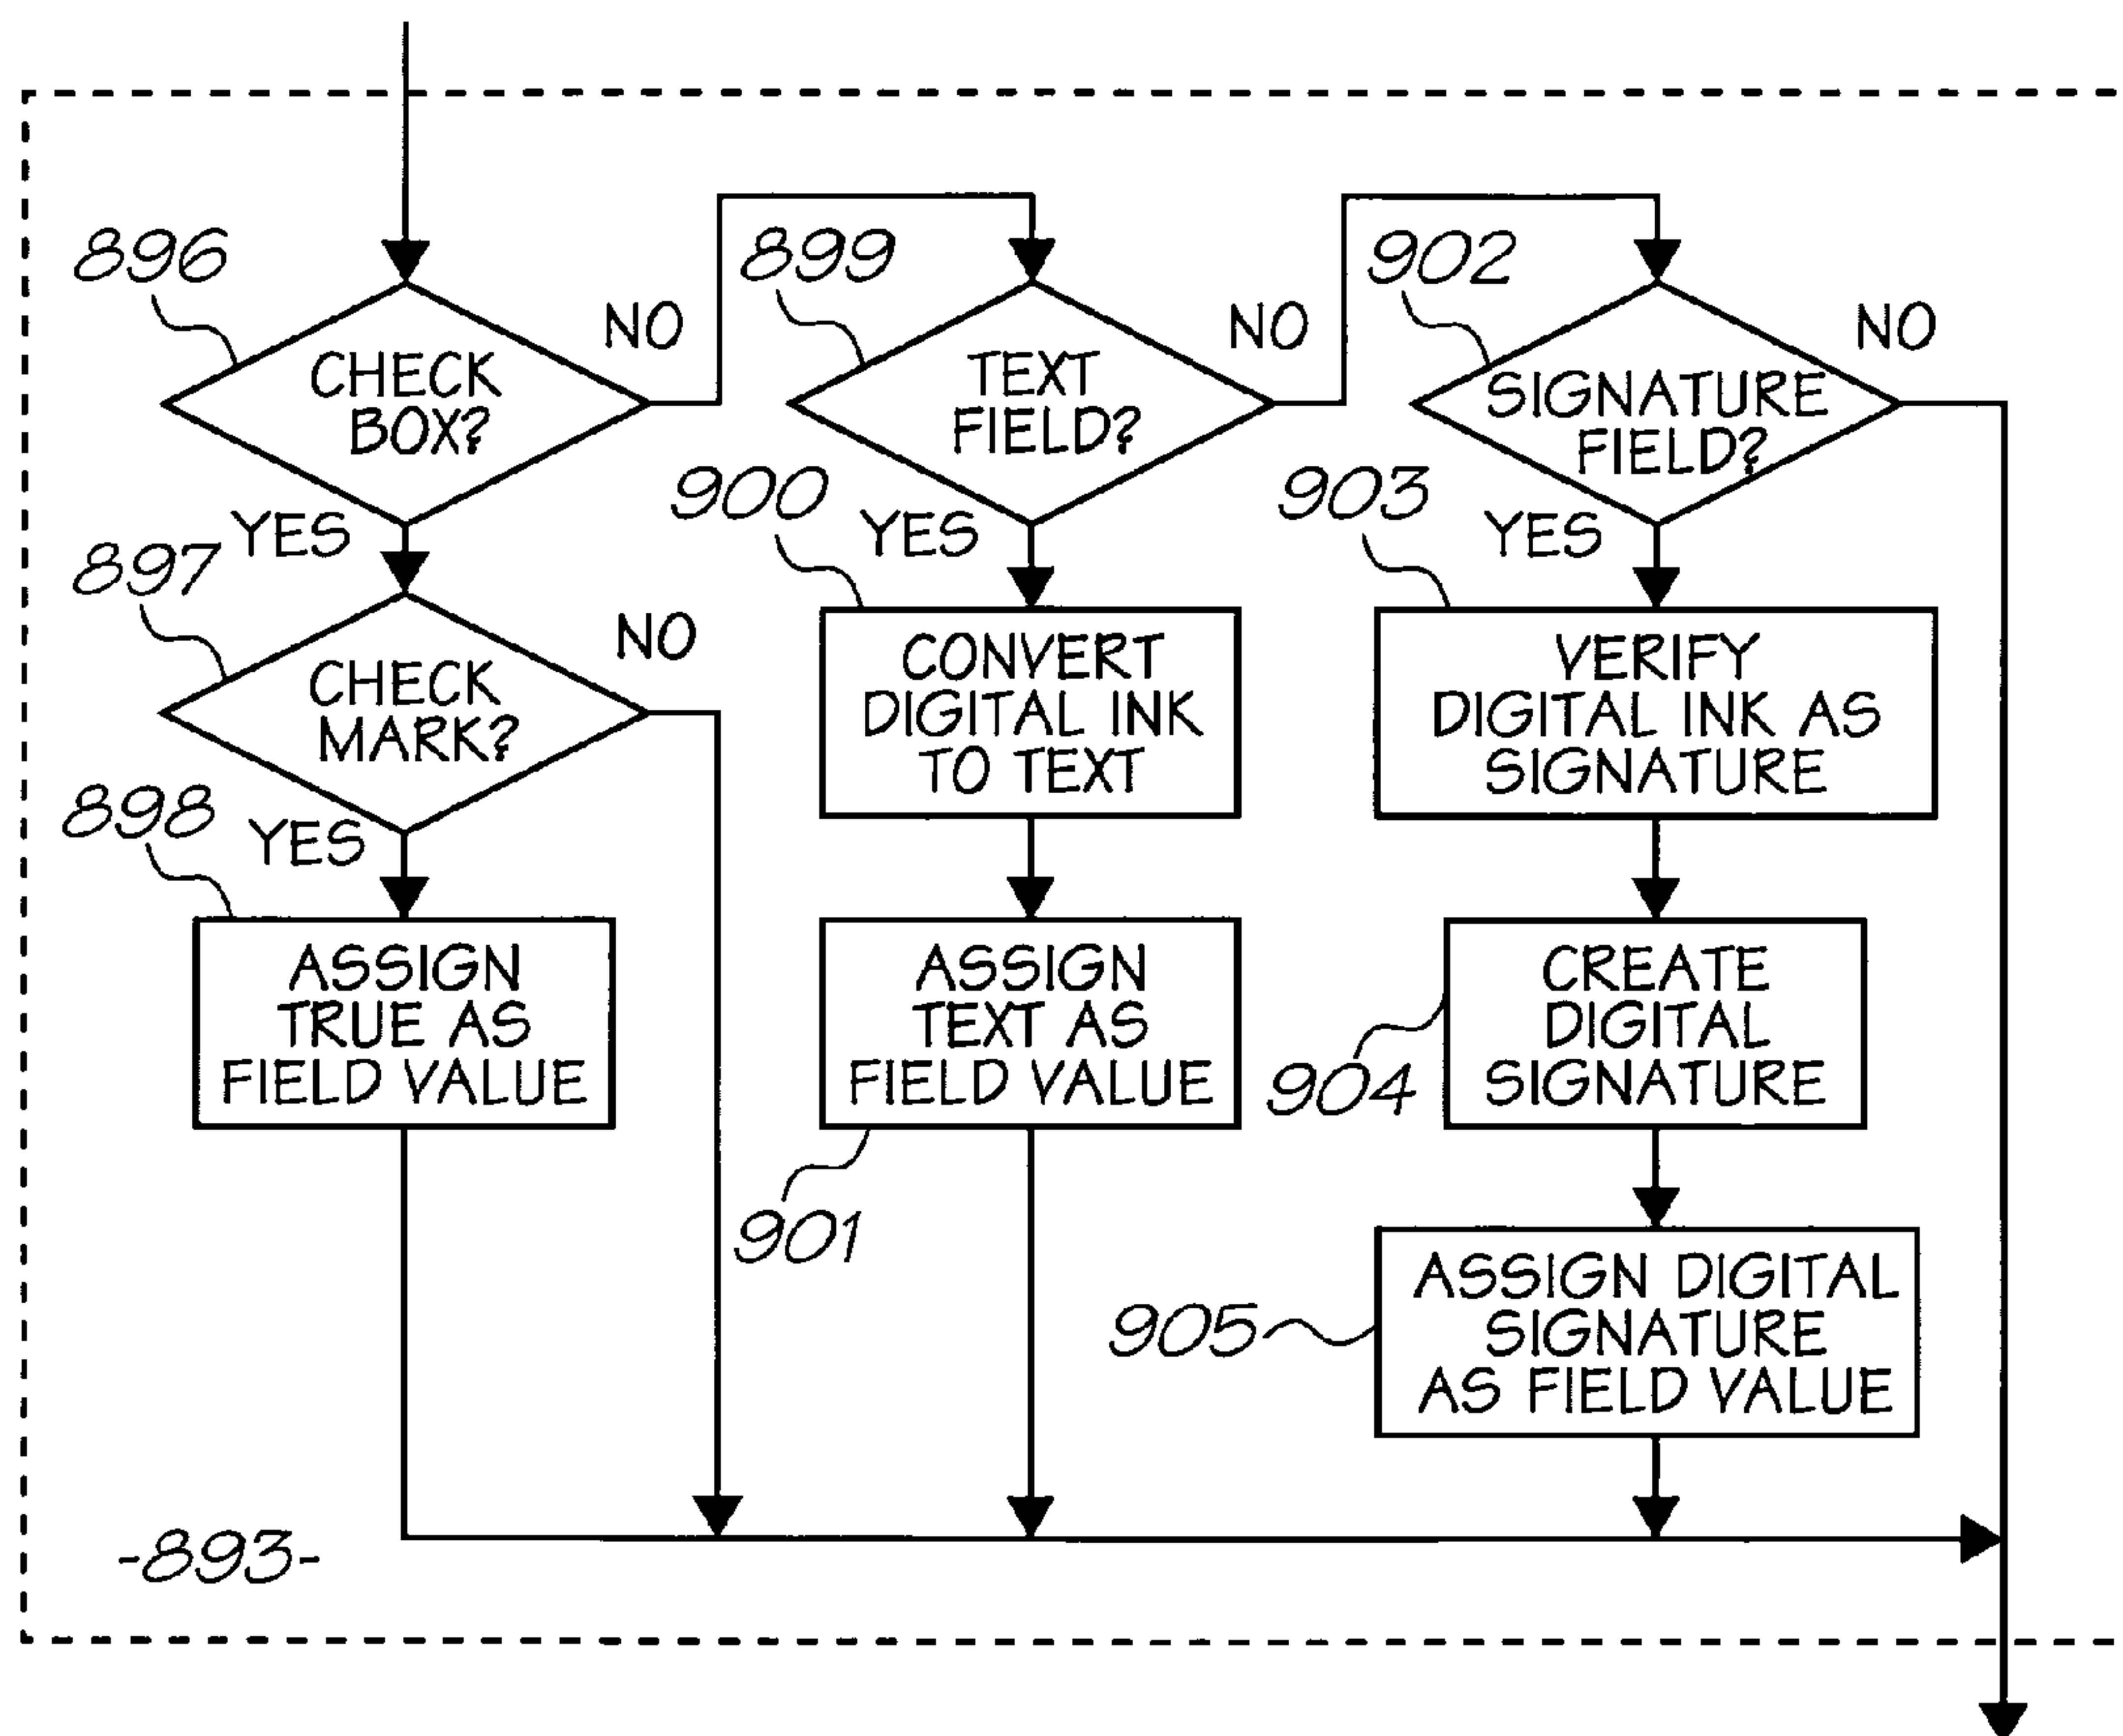 896
CHECK
BOX?
NO
YES
897
CHECK
MARK?
NO
YES
898
ASSIGN
TRUE AS
FIELD VALUE
899
TEXT
FIELD?
NO
YES
900
CONVERT
DIGITAL INK
TO TEXT
ASSIGN
TEXT AS
FIELD VALUE
901
902
SIGNATURE
FIELD?
NO
YES
903
VERIFY
DIGITAL INK AS
SIGNATURE
CREATE
DIGITAL
SIGNATURE
904
ASSIGN DIGITAL
SIGNATURE
AS FIELD VALUE
905
-893-